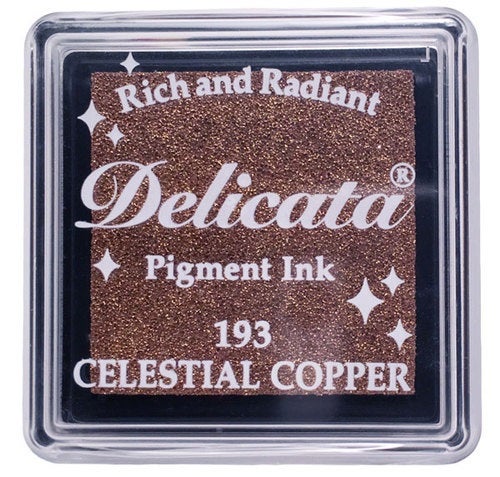 Rich and Radiant
Delicata®
Pigment Ink
193
CELESTIAL COPPER